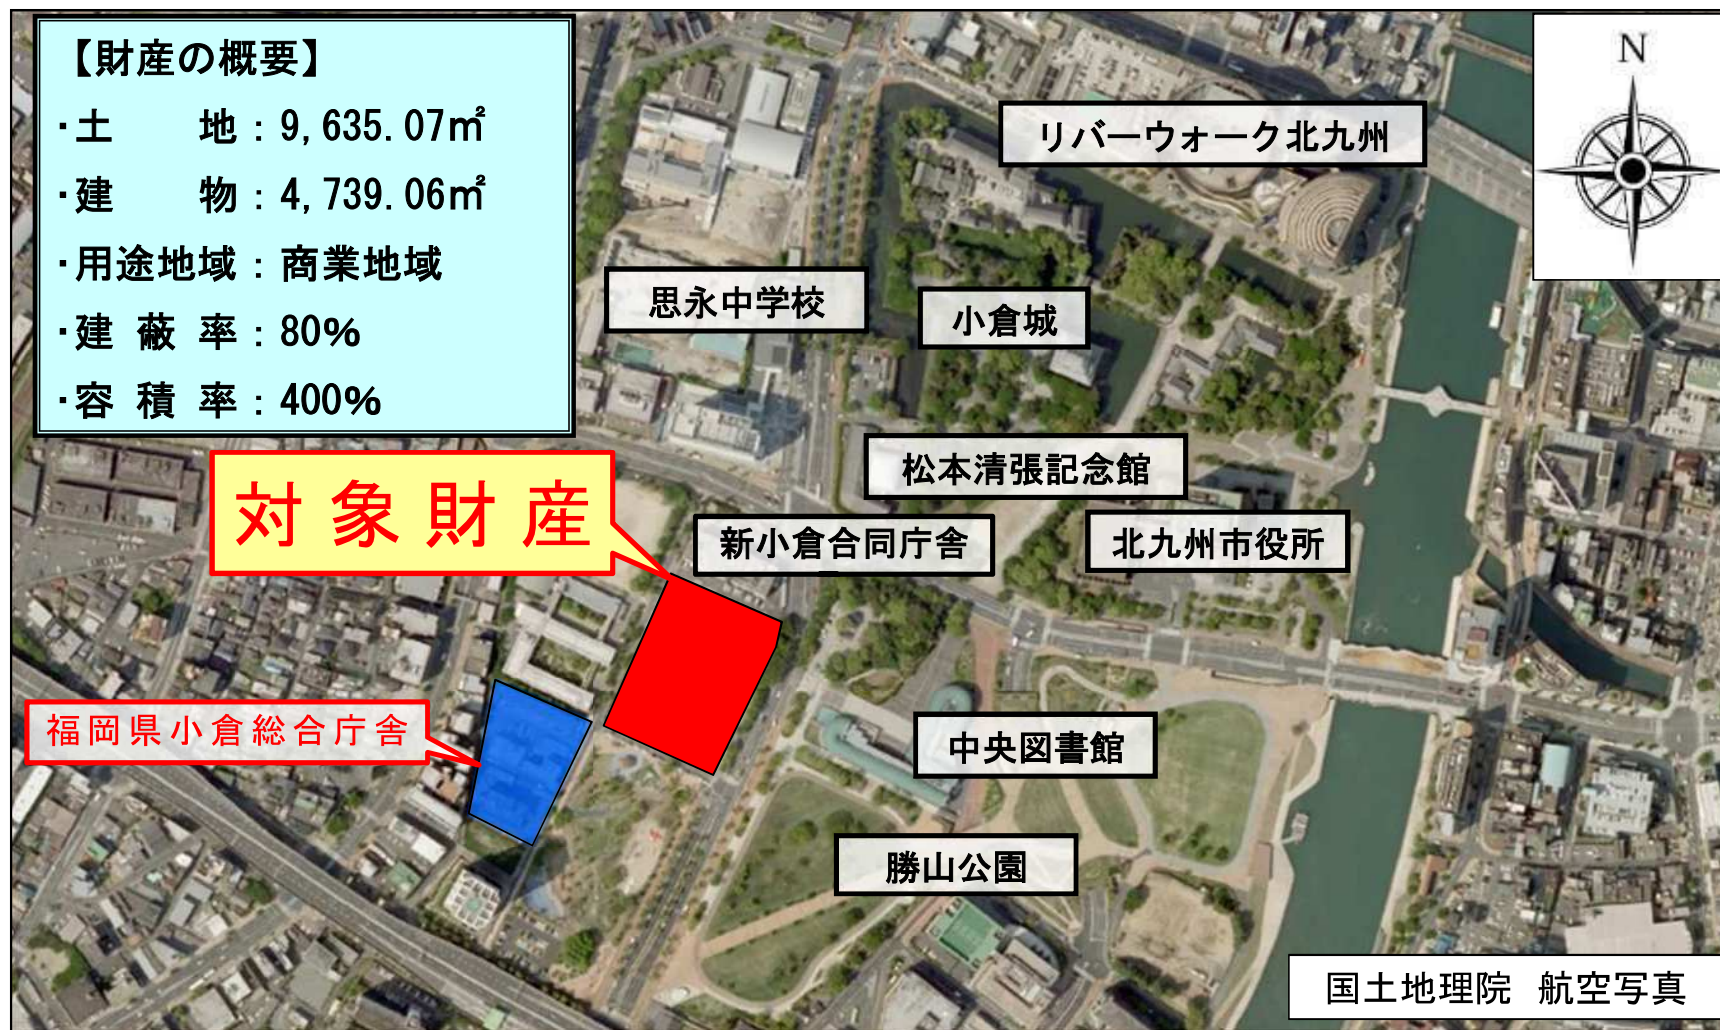 【財産の概要】
・土　　地：9,635.07㎡
・建　　物：4,739.06㎡
・用途地域：商業地域
・建 蔽 率：80%
・容 積 率：400%
N
リバーウォーク北九州
思永中学校
小倉城
松本清張記念館
対象財産
新小倉合同庁舎
北九州市役所
福岡県小倉総合庁舎
中央図書館
勝山公園
国土地理院　航空写真